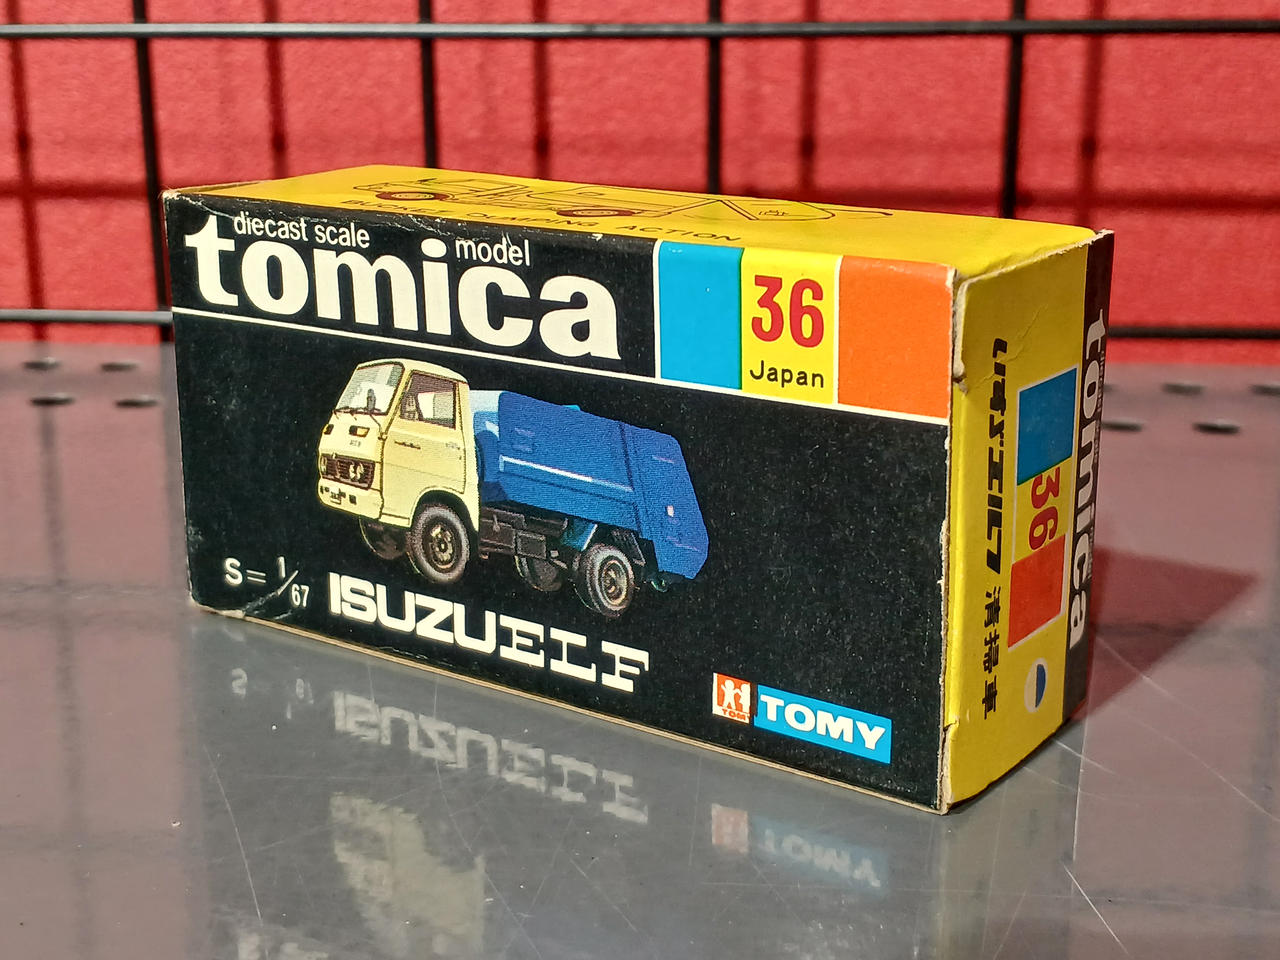 diecast scale model
tomica
36
Japan
S=1/67
ISUZU ELF
TOMY
TOMY
DUMPING ACTION
いすゞエルフ 清掃車
36
tomica